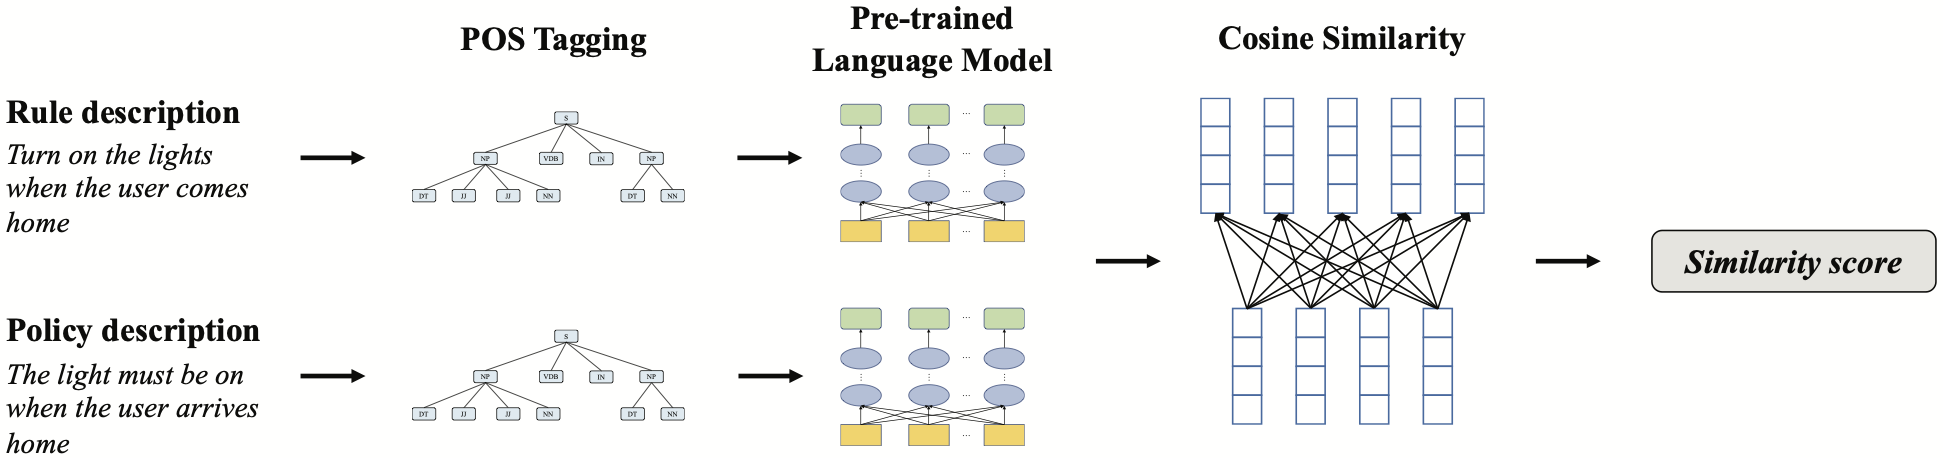 POS Tagging
Pre-trained
Language Model
Cosine Similarity
Rule description
Turn on the lights
when the user comes
home
S
NP VDB IN NP
DT JJ JJ NN DT NN
...
...
...
...
Similarity score
Policy description
The light must be on
when the user arrives
home
S
NP VDB IN NP
DT JJ JJ NN DT NN
...
...
...
...